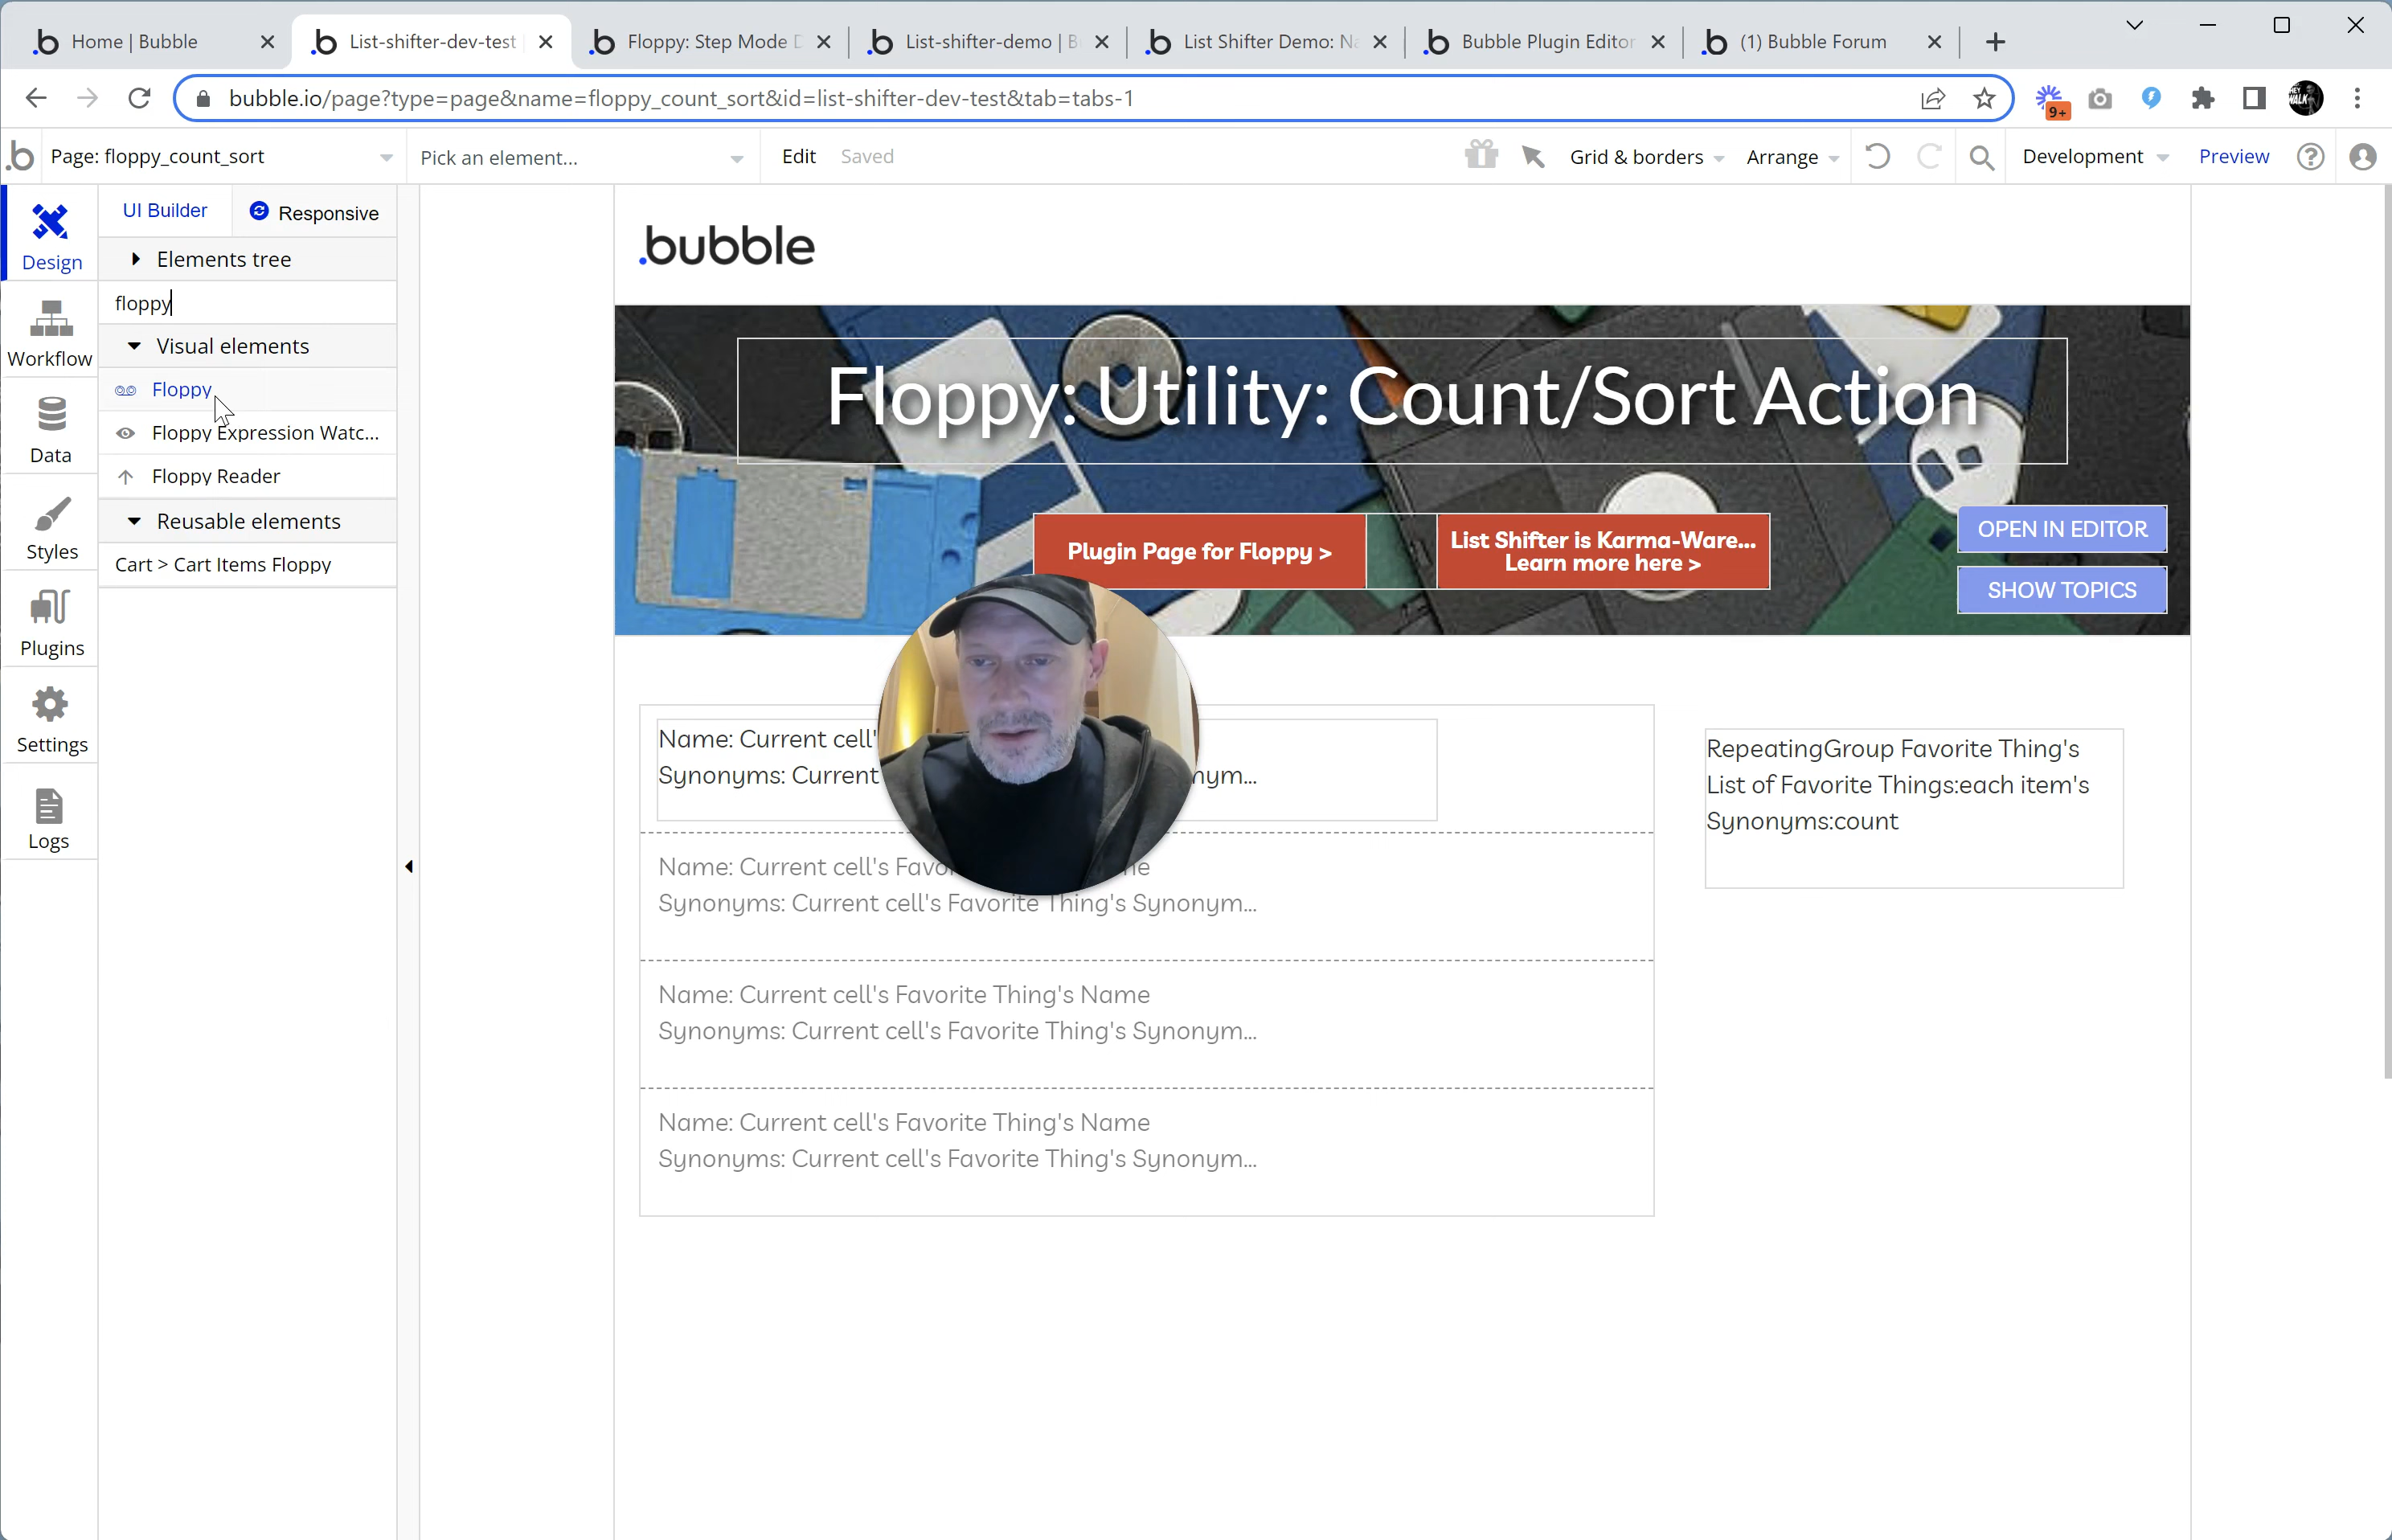 Home | Bubble
List-shifter-dev-test
Floppy: Step Mode D
List-shifter-demo | B
List Shifter Demo: Na
Bubble Plugin Editor
(1) Bubble Forum
bubble.io/page?type=page&name=floppy_count_sort&id=list-shifter-dev-test&tab=tabs-1
9+
Page: floppy_count_sort
Pick an element...
Edit
Saved
Grid & borders
Arrange
Development
Preview
UI Builder
Responsive
Design
Elements tree
floppy
Workflow
Visual elements
Floppy
Floppy Expression Watc...
Floppy Reader
Data
Reusable elements
Cart > Cart Items Floppy
Styles
Plugins
Settings
Logs
.bubble
Floppy: Utility: Count/Sort Action
Plugin Page for Floppy >
List Shifter is Karma-Ware...
Learn more here >
OPEN IN EDITOR
SHOW TOPICS
Name: Current cell'
Synonyms: Current nym...
RepeatingGroup Favorite Thing's
List of Favorite Things:each item's
Synonyms:count
Name: Current cell's Favo me
Synonyms: Current cell's Favorite Thing's Synonym...
Name: Current cell's Favorite Thing's Name
Synonyms: Current cell's Favorite Thing's Synonym...
Name: Current cell's Favorite Thing's Name
Synonyms: Current cell's Favorite Thing's Synonym...